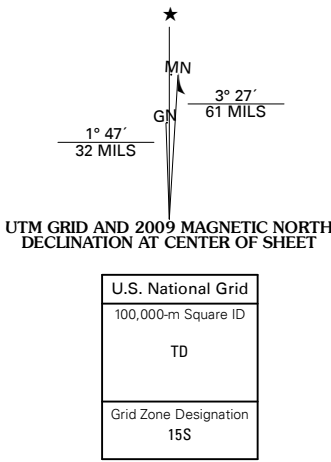 MN
GN
3° 27´
61 MILS
1° 47´
32 MILS
UTM GRID AND 2009 MAGNETIC NORTH
DECLINATION AT CENTER OF SHEET
U.S. National Grid
100,000-m Square ID
TD
Grid Zone Designation
15S